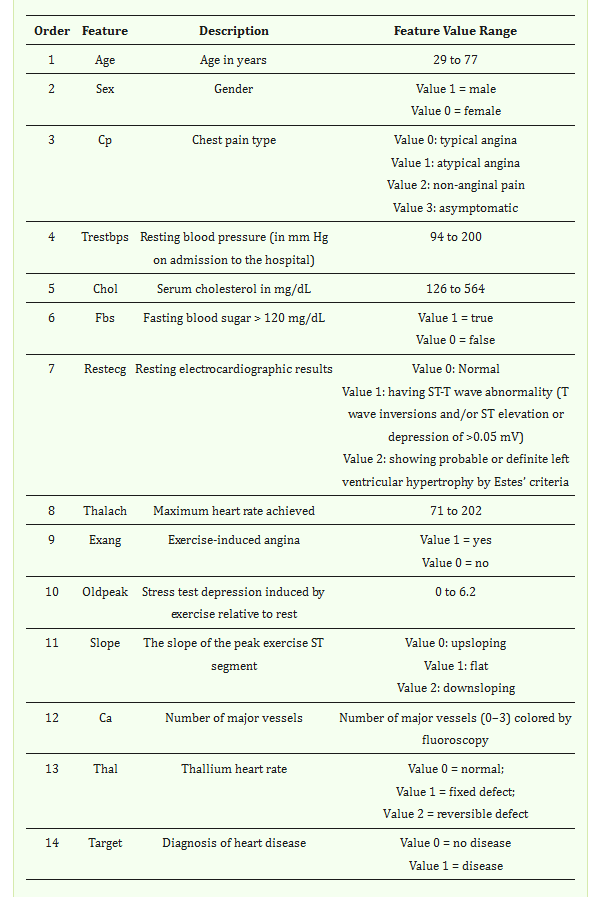 Order Feature Description Feature Value Range
1 Age Age in years 29 to 77
2 Sex Gender Value 1 = male
Value 0 = female
3 Cp Chest pain type Value 0: typical angina
Value 1: atypical angina
Value 2: non-anginal pain
Value 3: asymptomatic
4 Trestbps Resting blood pressure (in mm Hg 94 to 200
on admission to the hospital)
5 Chol Serum cholesterol in mg/dL 126 to 564
6 Fbs Fasting blood sugar > 120 mg/dL Value 1 = true
Value 0 = false
7 Restecg Resting electrocardiographic results Value 0: Normal
Value 1: having ST-T wave abnormality (T
wave inversions and/or ST elevation or
depression of >0.05 mV)
Value 2: showing probable or definite left
ventricular hypertrophy by Estes’ criteria
8 Thalach Maximum heart rate achieved 71 to 202
9 Exang Exercise-induced angina Value 1 = yes
Value 0 = no
10 Oldpeak Stress test depression induced by 0 to 6.2
exercise relative to rest
11 Slope The slope of the peak exercise ST Value 0: upsloping
segment Value 1: flat
Value 2: downsloping
12 Ca Number of major vessels Number of major vessels (0–3) colored by
fluoroscopy
13 Thal Thallium heart rate Value 0 = normal;
Value 1 = fixed defect;
Value 2 = reversible defect
14 Target Diagnosis of heart disease Value 0 = no disease
Value 1 = disease